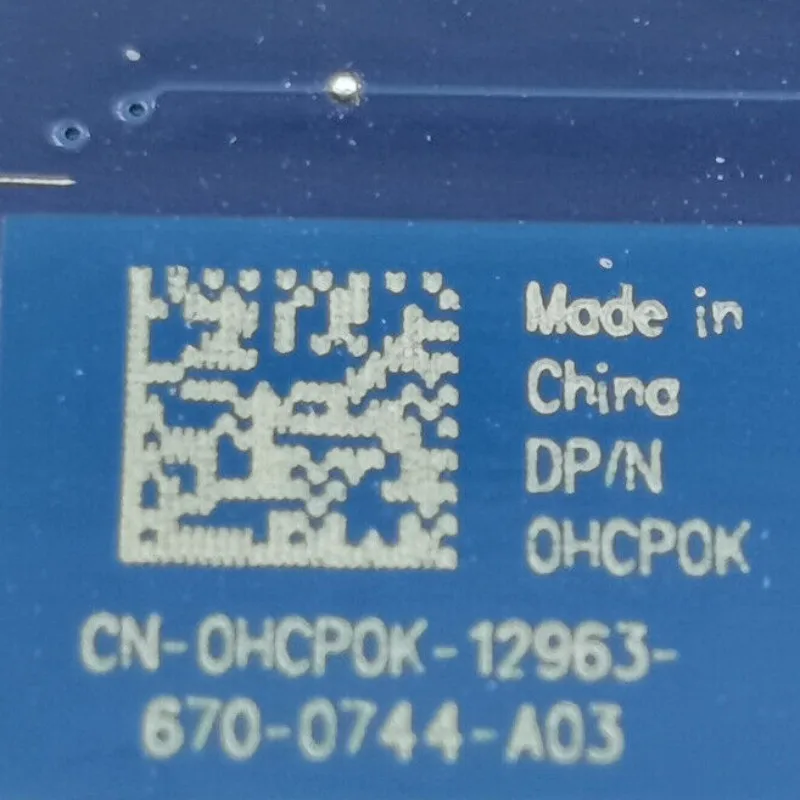 Made in
China
DP/N
0HCP0K
CN-0HCP0K-12963-
670-0744-A03